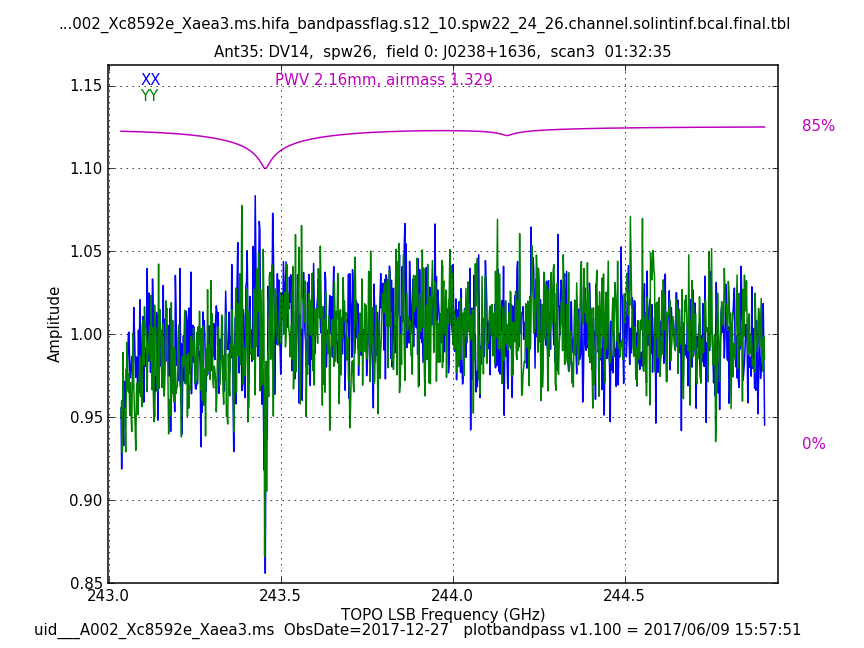 ...002_Xc8592e_Xaea3.ms.hifa_bandpassflag.s12_10.spw22_24_26.channel.solintinf.bcal.final.tbl
Ant35: DV14,  spw26,  field 0: J0238+1636,  scan3  01:32:35
XX
PWV 2.16mm, airmass 1.329
YY
1.15
1.10
1.05
1.00
0.95
0.90
0.85
Amplitude
85%
0%
243.0
243.5
244.0
244.5
TOPO LSB Frequency (GHz)
uid___A002_Xc8592e_Xaea3.ms  ObsDate=2017-12-27   plotbandpass v1.100 = 2017/06/09 15:57:51